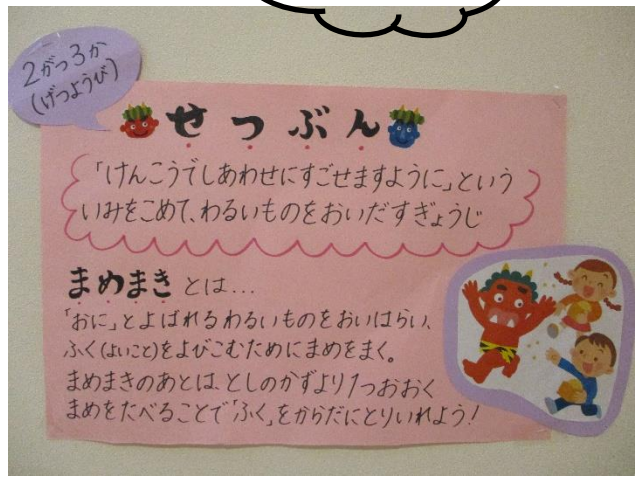 2がつ3か
(げつようび)
せつぶん
「けんこうでしあわせにすごせますように」という
いみをこめて、わるいものをおいだすぎょうじ
まめまきとは…
「おに」とよばれるわるいものをおいはらい、
ふく(よいこと)をよびこむためにまめをまく。
まめまきのあとは、としのかずより1つおおく
まめをたべることで「ふく」をからだにとりいれよう！